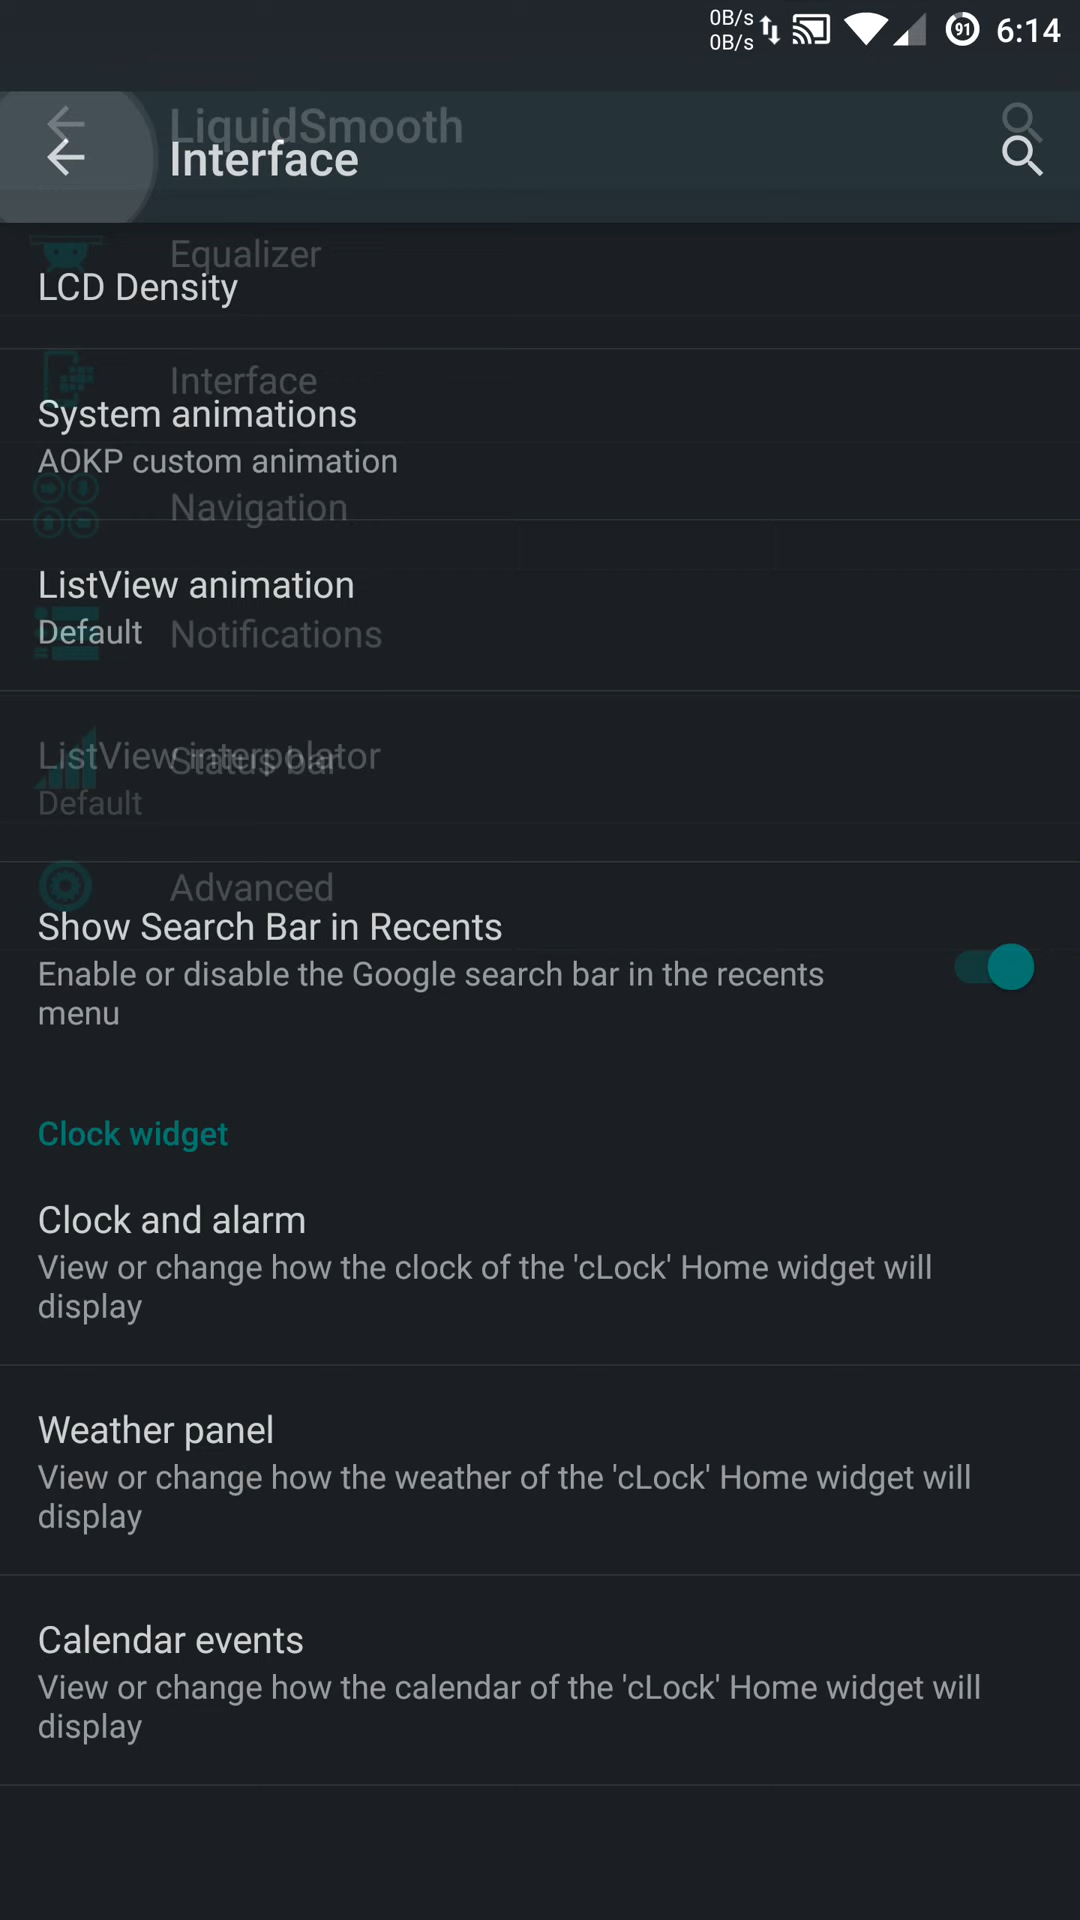 0B/s
0B/s
91
6:14
LiquidSmooth
Interface
Equalizer
LCD Density
Interface
System animations
AOKP custom animation
Navigation
ListView animation
Default
Notifications
ListView interpolator
Status bar
Default
Advanced
Show Search Bar in Recents
Enable or disable the Google search bar in the recents
menu
Clock widget
Clock and alarm
View or change how the clock of the 'cLock' Home widget will
display
Weather panel
View or change how the weather of the 'cLock' Home widget will
display
Calendar events
View or change how the calendar of the 'cLock' Home widget will
display